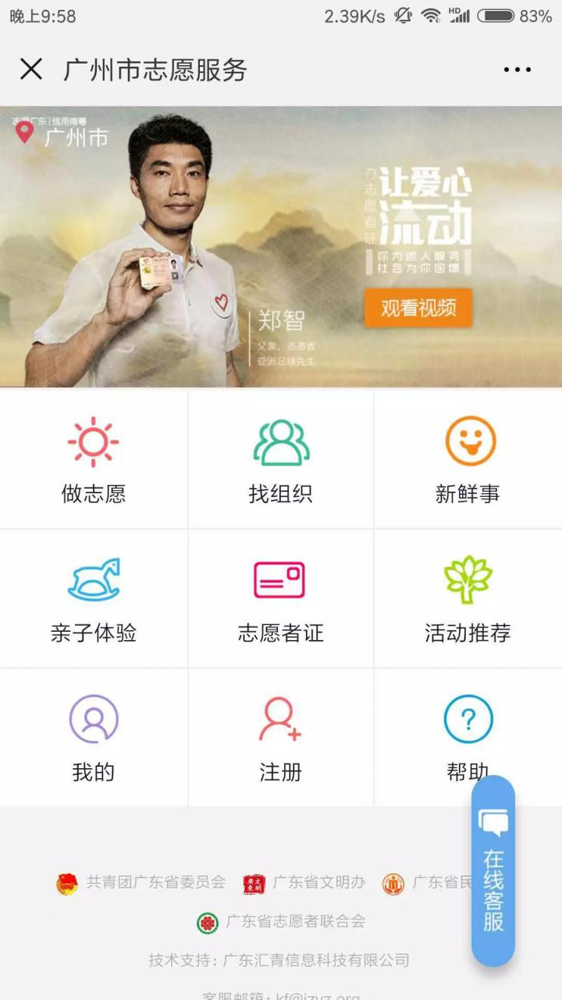 晚上9:58
2.39K/s
HD
83%
广州市志愿服务
志愿广东|信用南粤
广州市
办志愿者证
让爱心
流动
你为他人服务
社会为你回馈
观看视频
郑智
父亲、志愿者
亚洲足球先生
做志愿
找组织
新鲜事
亲子体验
志愿者证
活动推荐
我的
注册
帮助
在线客服
共青团广东省委员会
广东省文明办
广东省民
广东省志愿者联合会
技术支持：广东汇青信息科技有限公司
客服邮箱：kf@izyz.org